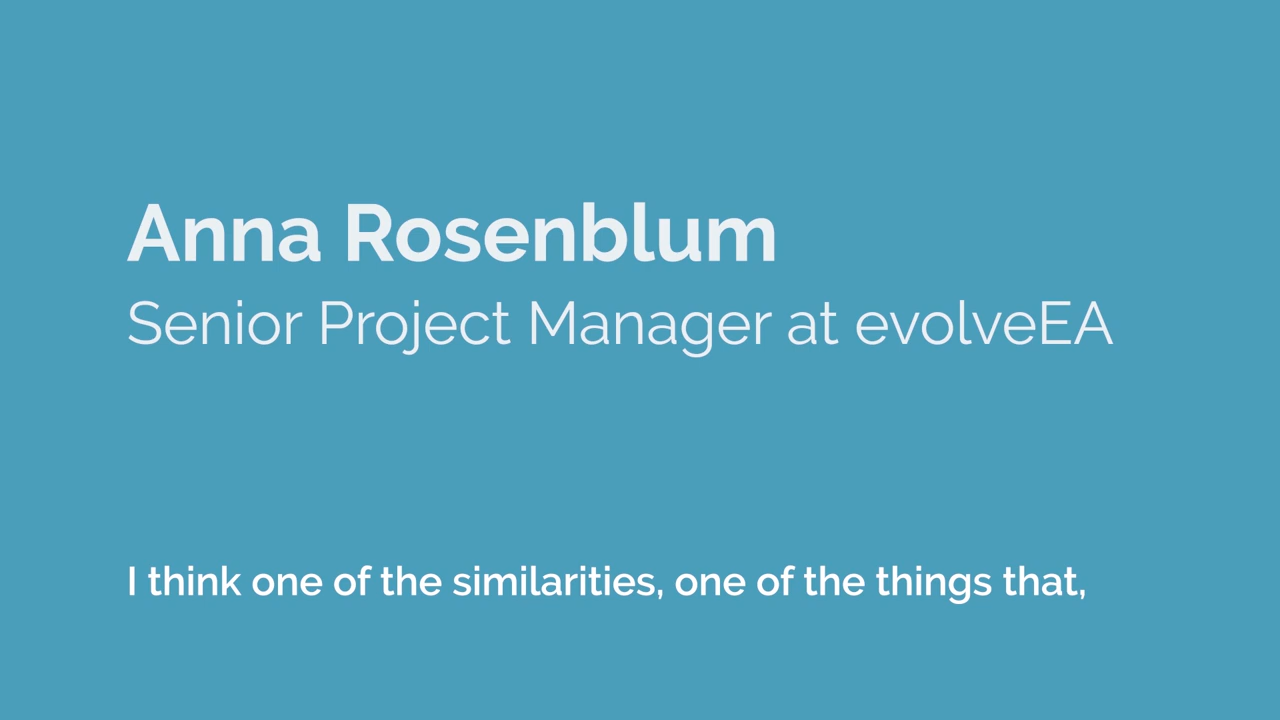 Anna Rosenblum
Senior Project Manager at evolveEA
I think one of the similarities, one of the things that,